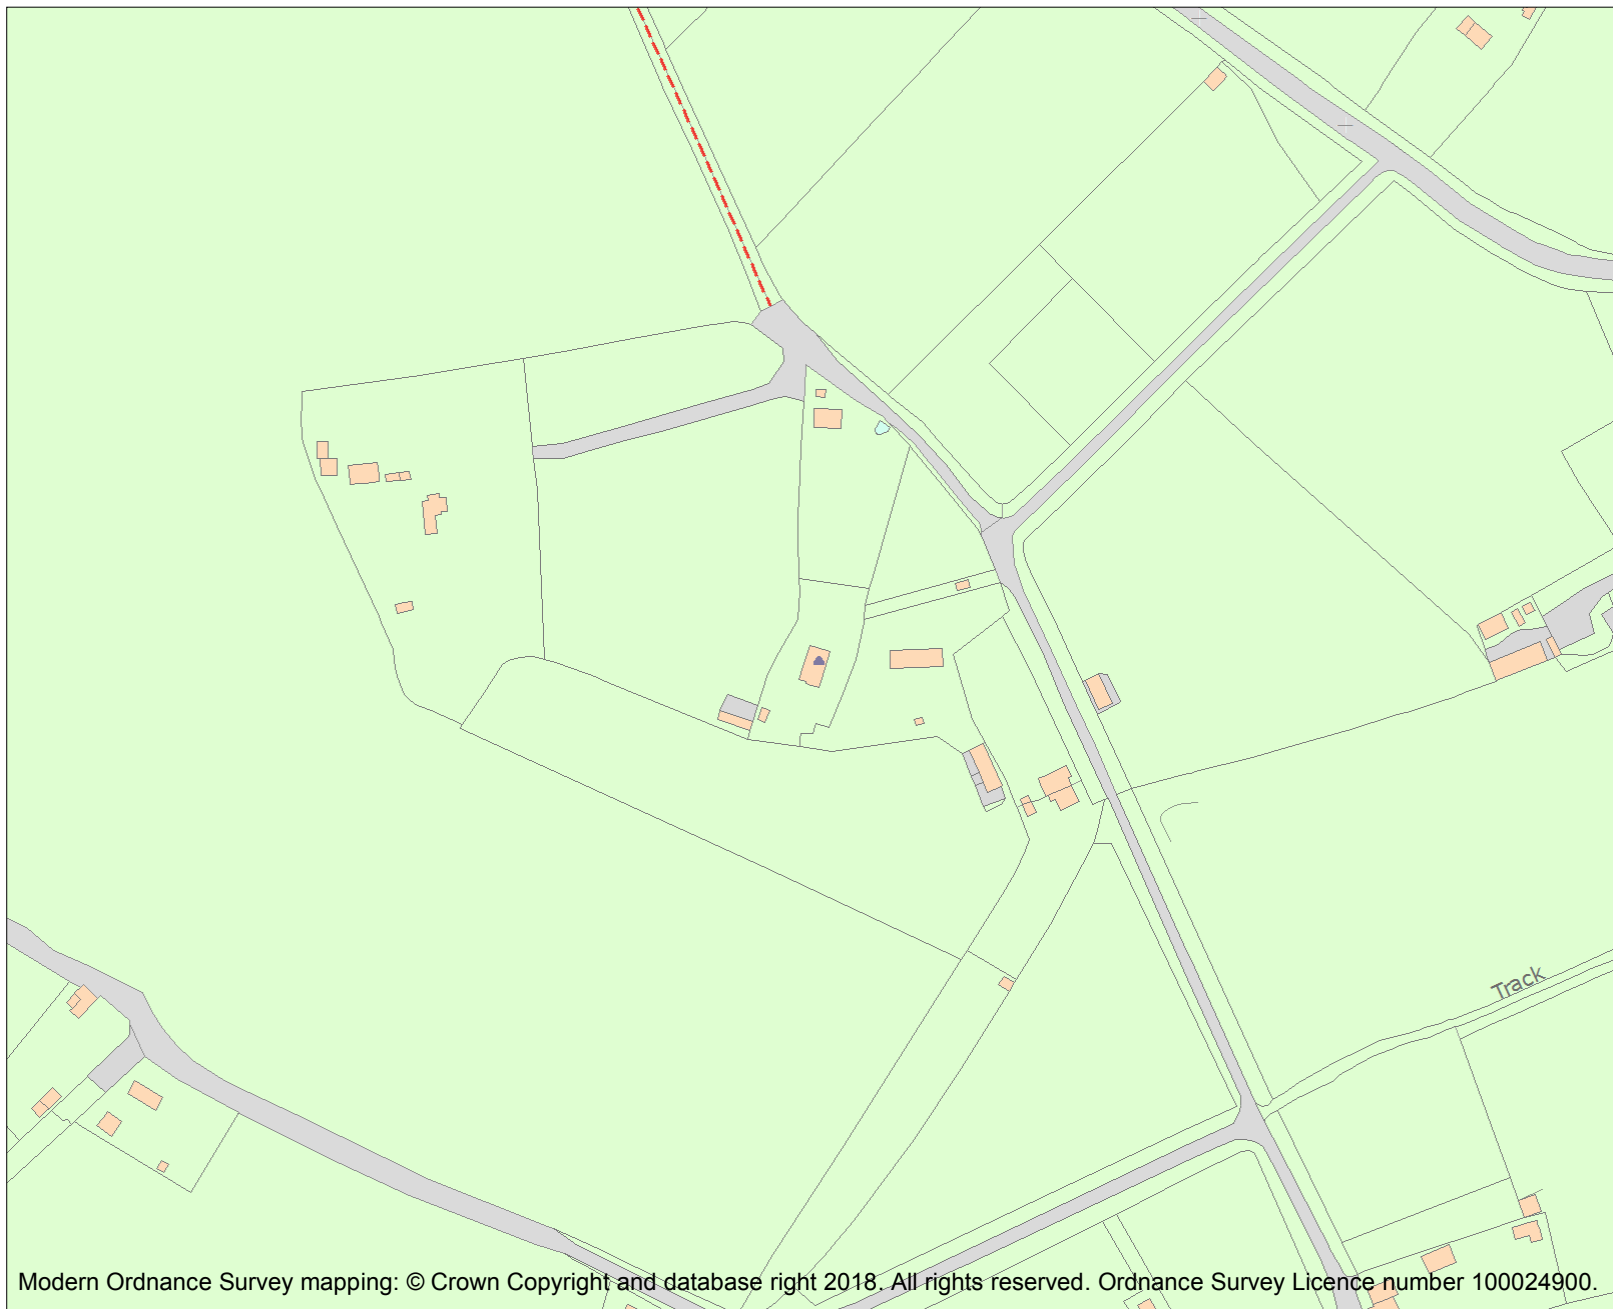 Track
Modern Ordnance Survey mapping: © Crown Copyright and database right 2018. All rights reserved. Ordnance Survey Licence number 100024900.